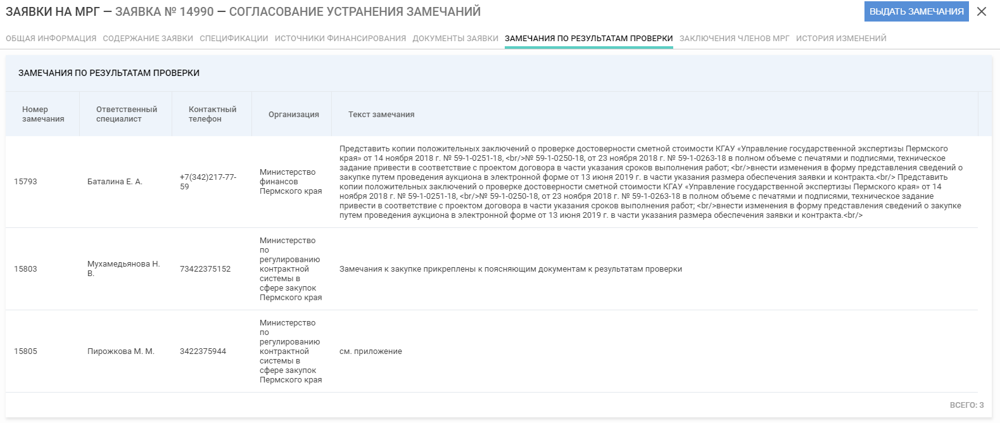 ЗАЯВКИ НА МРГ — ЗАЯВКА № 14990 — СОГЛАСОВАНИЕ УСТРАНЕНИЯ ЗАМЕЧАНИЙ
ВЫДАТЬ ЗАМЕЧАНИЯ
ОБЩАЯ ИНФОРМАЦИЯ СОДЕРЖАНИЕ ЗАЯВКИ СПЕЦИФИКАЦИИ ИСТОЧНИКИ ФИНАНСИРОВАНИЯ ДОКУМЕНТЫ ЗАЯВКИ ЗАМЕЧАНИЯ ПО РЕЗУЛЬТАТАМ ПРОВЕРКИ ЗАКЛЮЧЕНИЯ ЧЛЕНОВ МРГ ИСТОРИЯ ИЗМЕНЕНИЙ
ЗАМЕЧАНИЯ ПО РЕЗУЛЬТАТАМ ПРОВЕРКИ
Номер
замечания
Ответственный
специалист
Контактный
телефон
Организация
Текст замечания
15793
Баталина Е. А.
+7(342)217-77-
59
Министерство
финансов
Пермского края
Представить копии положительных заключений о проверке достоверности сметной стоимости КГАУ «Управление государственной экспертизы Пермского
края» от 14 ноября 2018 г. № 59-1-0251-18, <br/>№ 59-1-0250-18, от 23 ноября 2018 г. № 59-1-0263-18 в полном объеме с печатями и подписями, техническое
задание привести в соответствие с проектом договора в части указания сроков выполнения работ; <br/>внести изменения в форму представления сведений о
закупке путем проведения аукциона в электронной форме от 13 июня 2019 г. в части указания размера обеспечения заявки и контракта.<br/> Представить
копии положительных заключений о проверке достоверности сметной стоимости КГАУ «Управление государственной экспертизы Пермского края» от 14
ноября 2018 г. № 59-1-0251-18, <br/>№ 59-1-0250-18, от 23 ноября 2018 г. № 59-1-0263-18 в полном объеме с печатями и подписями, техническое задание
привести в соответствие с проектом договора в части указания сроков выполнения работ; <br/>внести изменения в форму представления сведений о закупке
путем проведения аукциона в электронной форме от 13 июня 2019 г. в части указания размера обеспечения заявки и контракта.<br/>
15803
Мухамедьянова Н.
В.
73422375152
Министерство
по
регулированию
контрактной
системы в
сфере закупок
Пермского края
Замечания к закупке прикреплены к поясняющим документам к результатам проверки
15805
Пирожкова М. М.
3422375944
Министерство
по
регулированию
контрактной
системы в
сфере закупок
Пермского края
см. приложение
ВСЕГО: 3